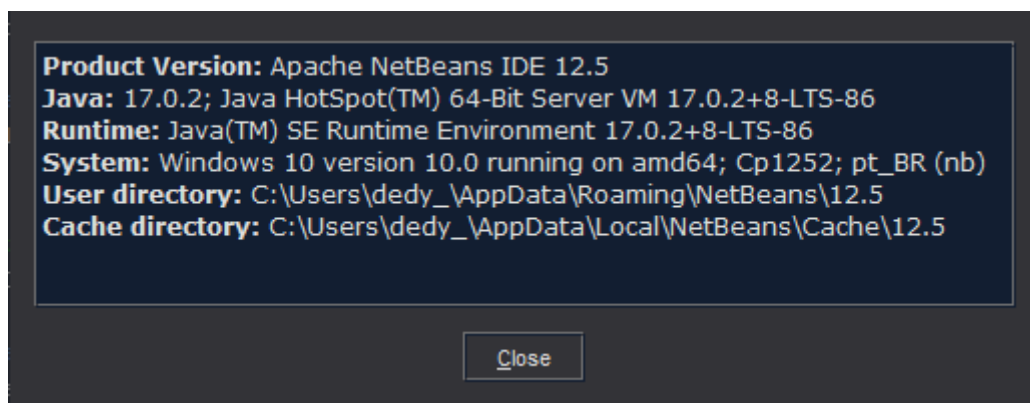 Product Version: Apache NetBeans IDE 12.5
Java: 17.0.2; Java HotSpot(TM) 64-Bit Server VM 17.0.2+8-LTS-86
Runtime: Java(TM) SE Runtime Environment 17.0.2+8-LTS-86
System: Windows 10 version 10.0 running on amd64; Cp1252; pt_BR (nb)
User directory: C:\Users\dedy_\AppData\Roaming\NetBeans\12.5
Cache directory: C:\Users\dedy_\AppData\Local\NetBeans\Cache\12.5
Close